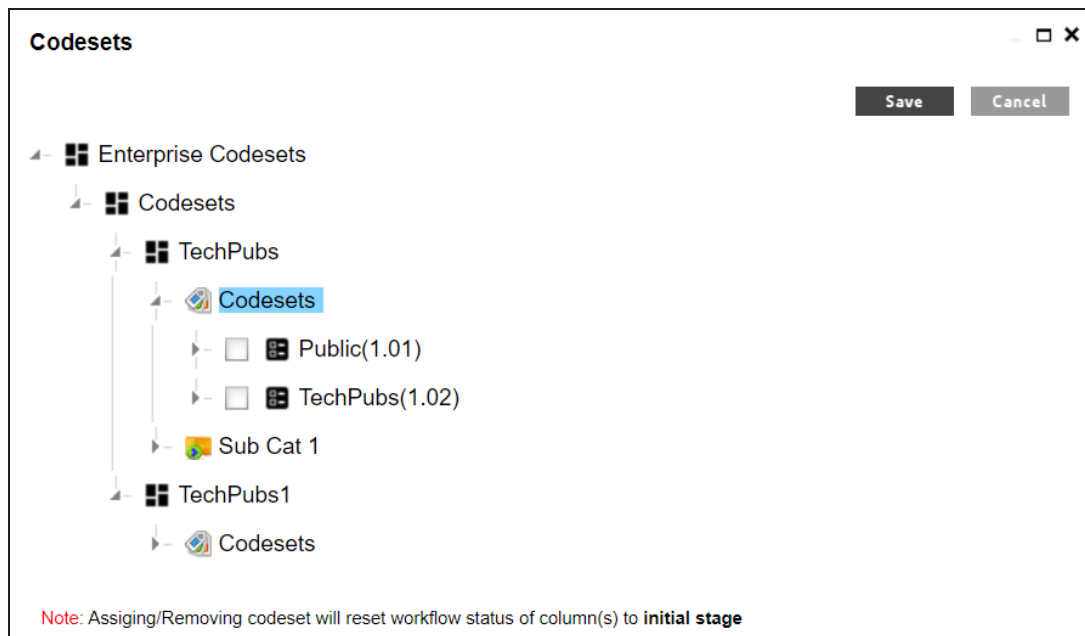 Codesets
Save Cancel
Enterprise Codesets
Codesets
TechPubs
Codesets
Public(1.01)
TechPubs(1.02)
Sub Cat 1
TechPubs1
Codesets
Note: Assiging/Removing codeset will reset workflow status of column(s) to initial stage